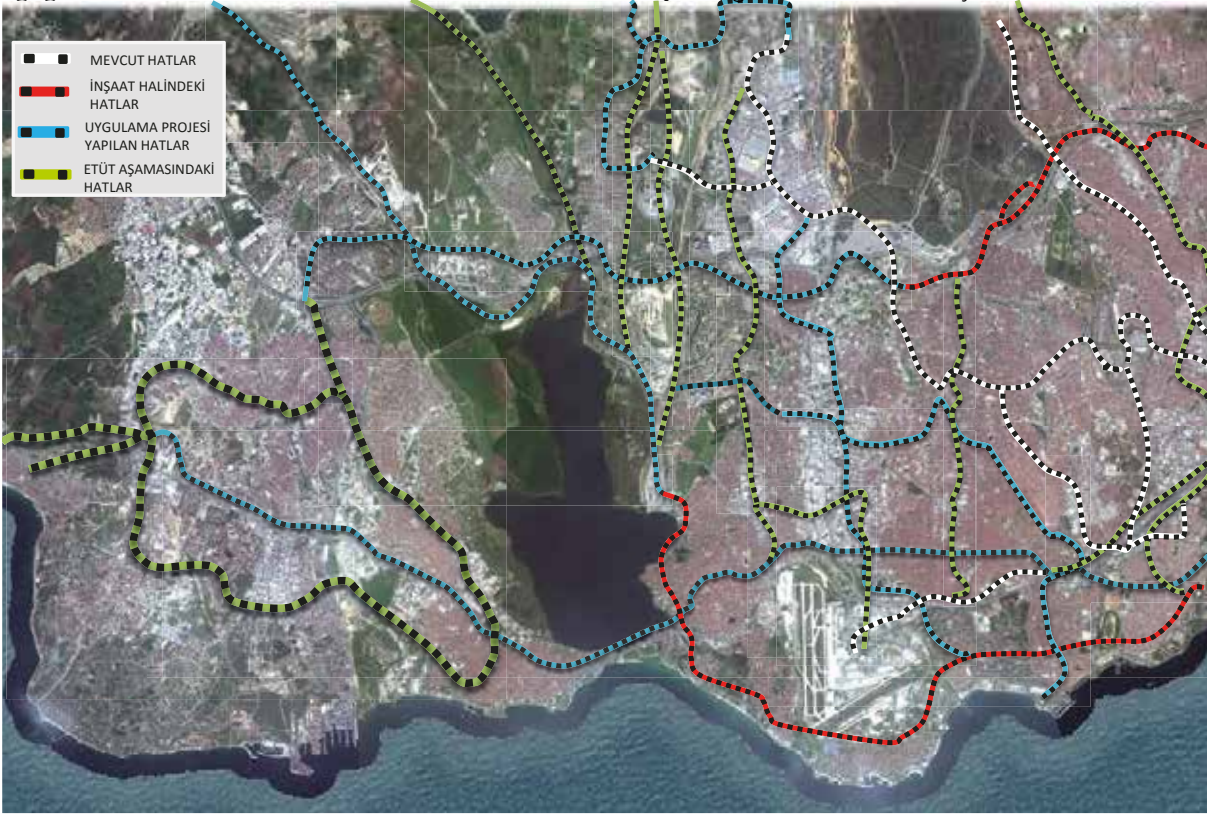 MEVCUT HATLAR
İNŞAAT HALİNDEKİ
HATLAR
UYGULAMA PROJESİ
YAPILAN HATLAR
ETÜT AŞAMASINDAKİ
HATLAR